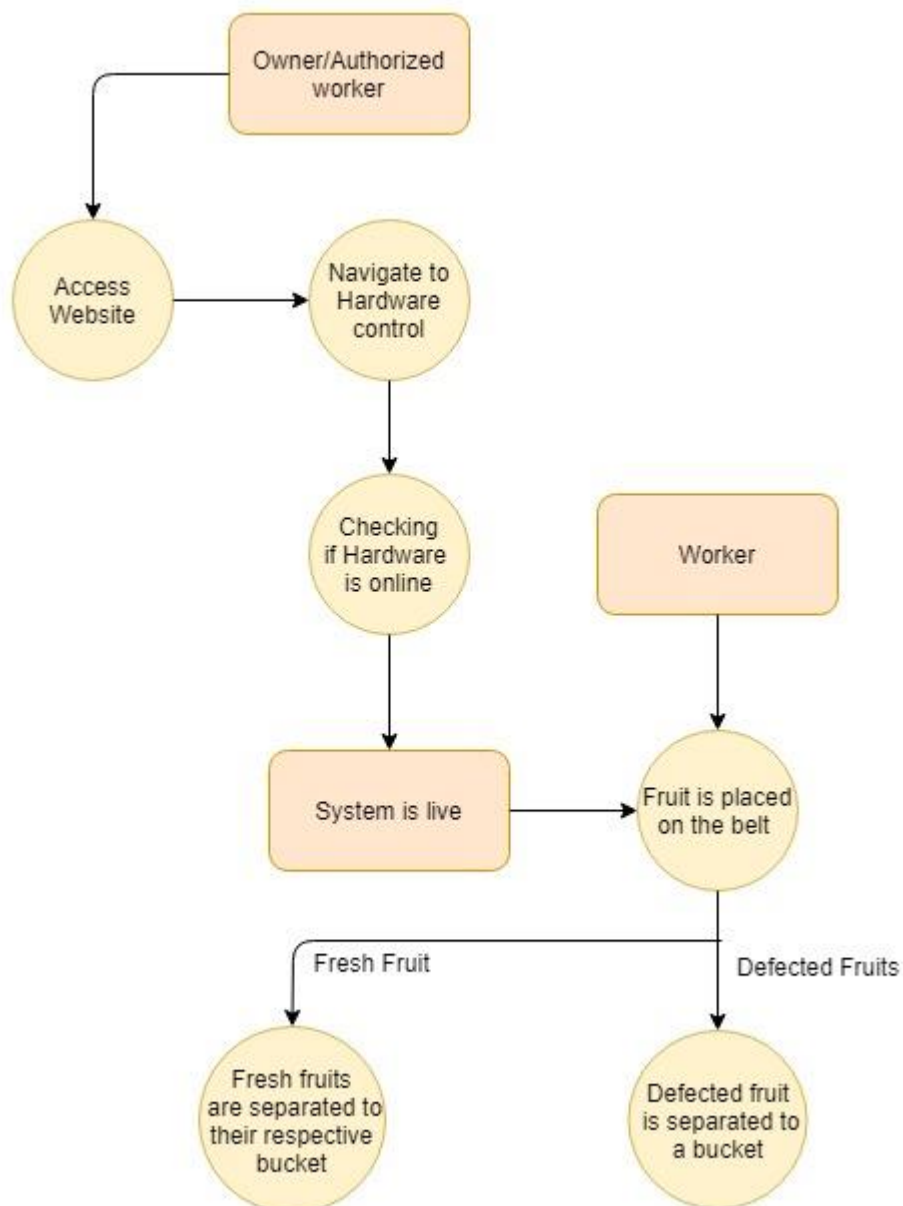 Owner/Authorized
worker
Access
Website
Navigate to
Hardware
control
Checking
if Hardware
is online
Worker
System is live
Fruit is placed
on the belt
Fresh Fruit
Defected Fruits
Fresh fruits
are separated to
their respective
bucket
Defected fruit
is separated to
a bucket